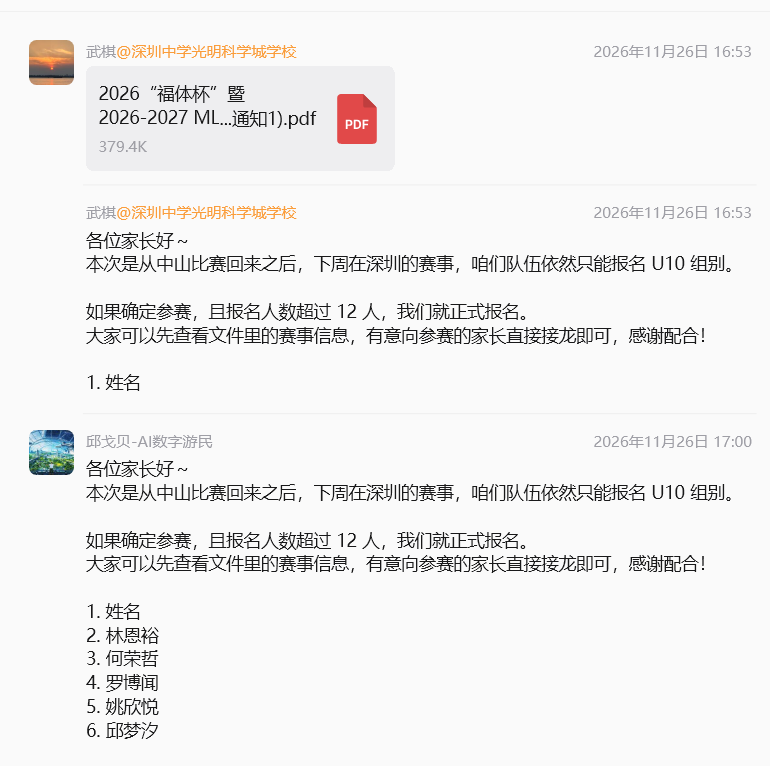 武棋@深圳中学光明科学城学校 2026年11月26日 16:53
2026“福体杯”暨
2026-2027 ML...通知1).pdf
PDF
379.4K
武棋@深圳中学光明科学城学校 2026年11月26日 16:53
各位家长好~
本次是从中山比赛回来之后，下周在深圳的赛事，咱们队伍依然只能报名 U10 组别。
如果确定参赛，且报名人数超过 12 人，我们就正式报名。
大家可以先查看文件里的赛事信息，有意向参赛的家长直接接龙即可，感谢配合！
1. 姓名
邱戈贝-AI数字游民 2026年11月26日 17:00
各位家长好~
本次是从中山比赛回来之后，下周在深圳的赛事，咱们队伍依然只能报名 U10 组别。
如果确定参赛，且报名人数超过 12 人，我们就正式报名。
大家可以先查看文件里的赛事信息，有意向参赛的家长直接接龙即可，感谢配合！
1. 姓名
2. 林恩裕
3. 何荣哲
4. 罗博闻
5. 姚欣悦
6. 邱梦汐